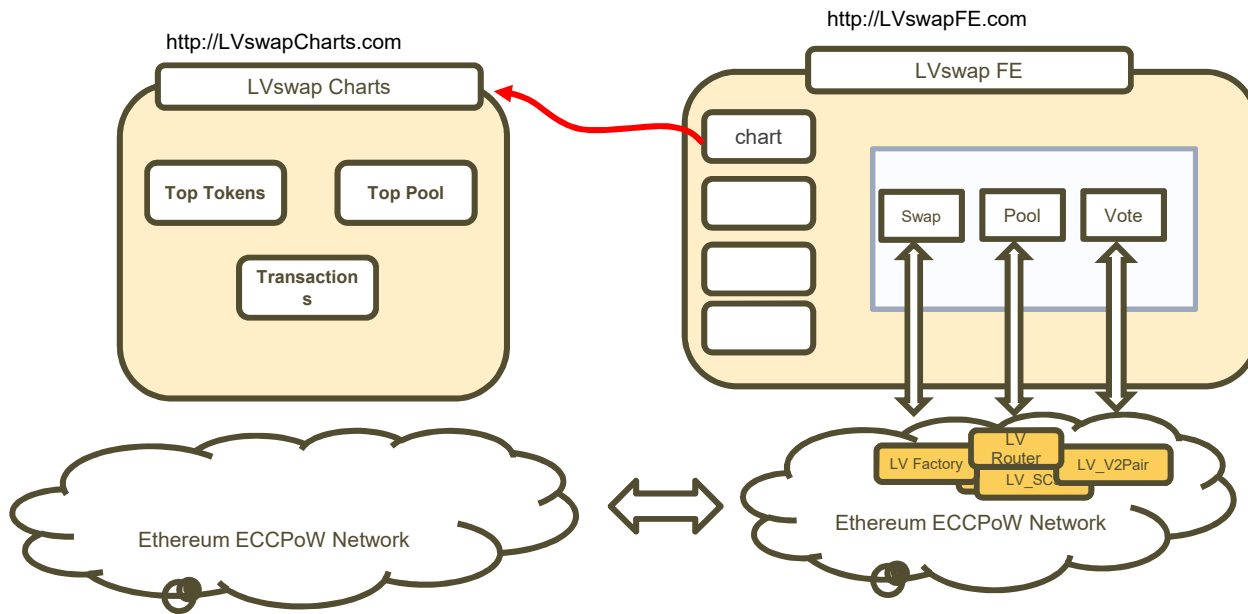 http://LVswapCharts.com
LVswap Charts
Top Tokens
Top Pool
Transaction
s
Ethereum ECCPoW Network
http://LVswapFE.com
LVswap FE
chart
Swap
Pool
Vote
LV Factory
LV
Router
LV_SC
LV_V2Pair
Ethereum ECCPoW Network